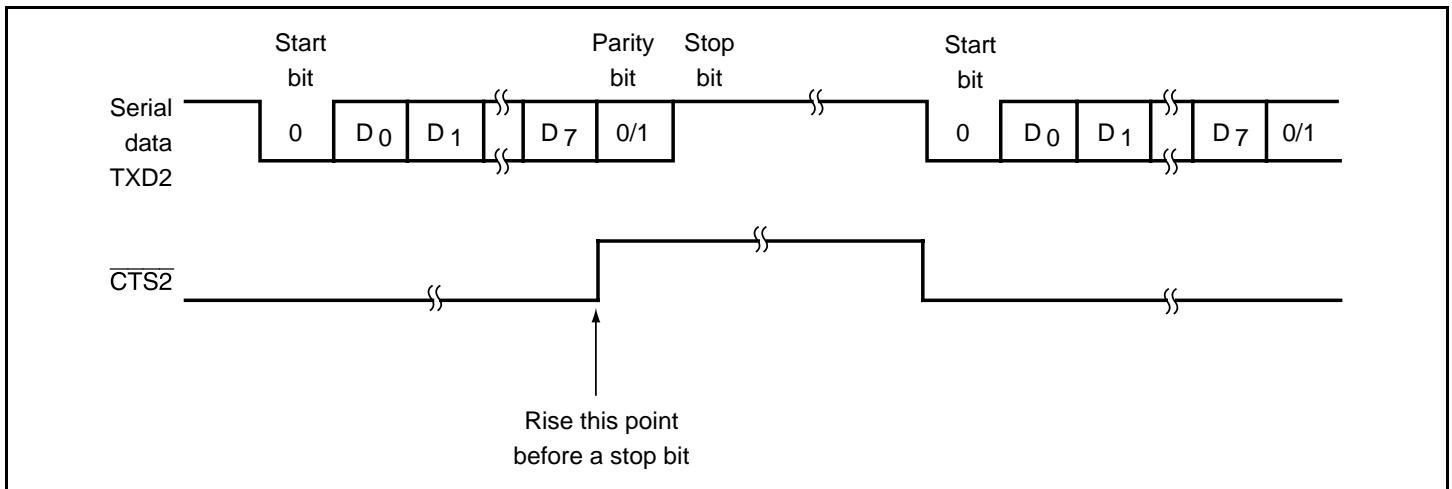 Start bit
Parity bit
Stop bit
Start bit
Serial data TXD2
0
D0
D1
D7
0/1
0
D0
D1
D7
0/1
CTS2
Rise this point
before a stop bit